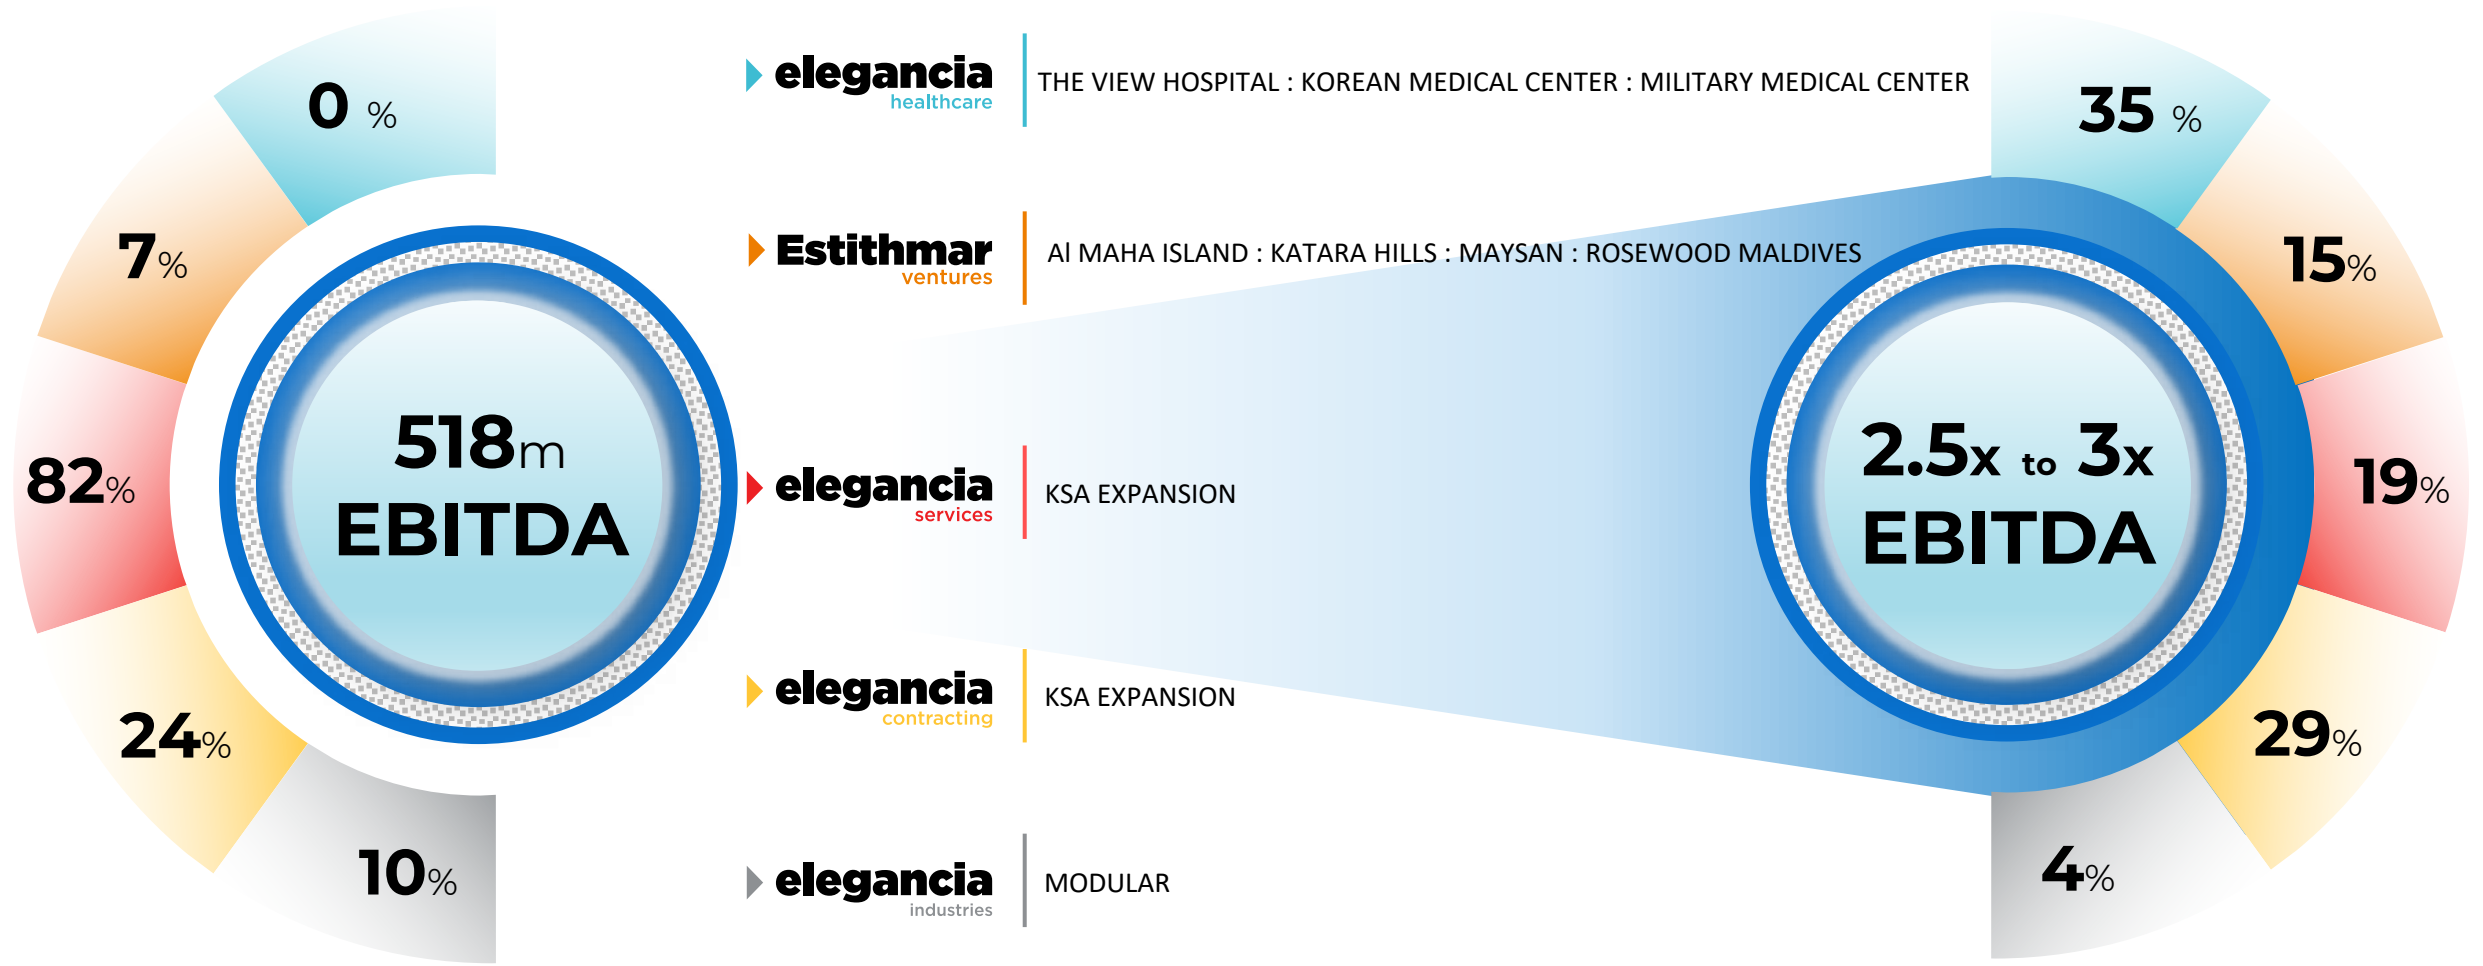 0 %
7%
82%
24%
10%
518m
EBITDA
elegancia
healthcare
THE VIEW HOSPITAL : KOREAN MEDICAL CENTER : MILITARY MEDICAL CENTER
Estithmar
ventures
Al MAHA ISLAND : KATARA HILLS : MAYSAN : ROSEWOOD MALDIVES
elegancia
services
KSA EXPANSION
elegancia
contracting
KSA EXPANSION
elegancia
industries
MODULAR
2.5x to 3x
EBITDA
35 %
15%
19%
29%
4%